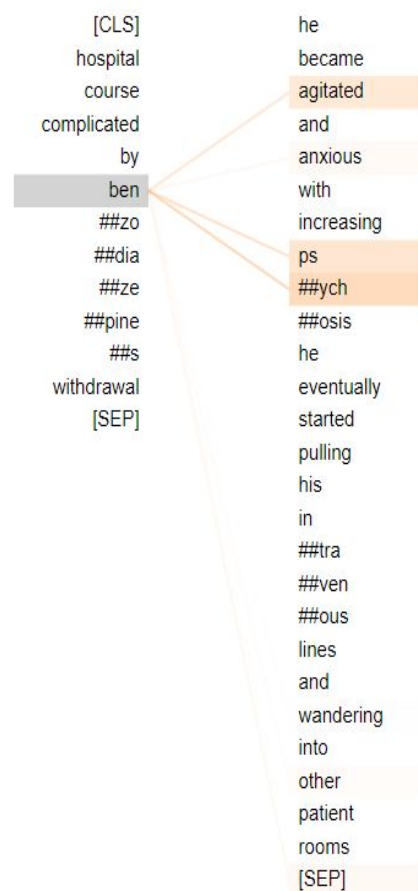 [CLS]
hospital
course
complicated
by
ben
##zo
##dia
##ze
##pine
##s
withdrawal
[SEP]
he
became
agitated
and
anxious
with
increasing
ps
##ych
##osis
he
eventually
started
pulling
his
in
##tra
##ven
##ous
lines
and
wandering
into
other
patient
rooms
[SEP]